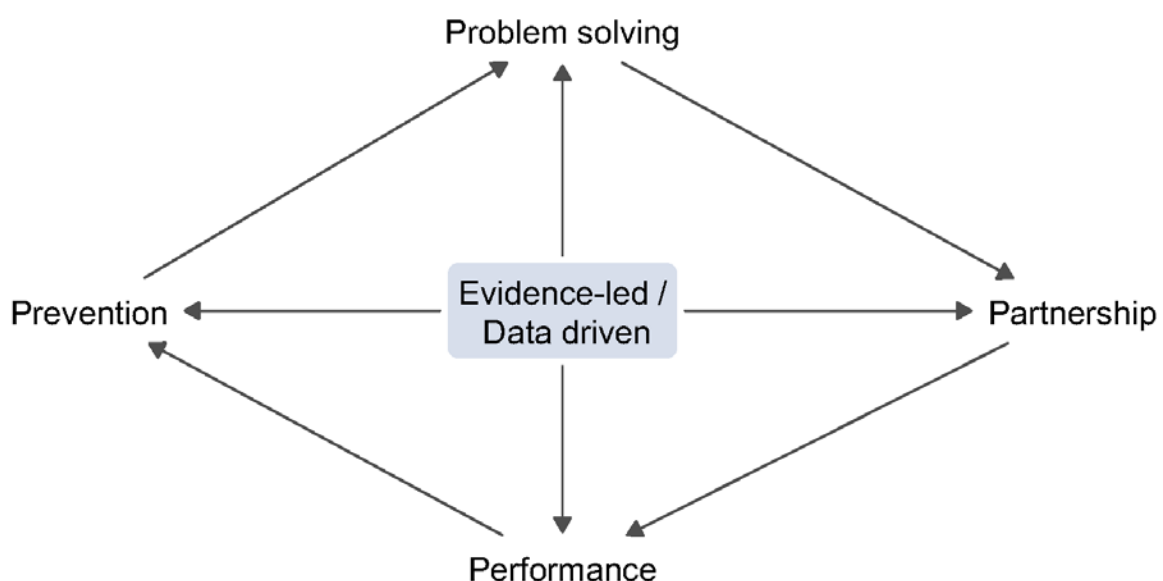 Problem solving
Prevention
Evidence-led /
Data driven
Partnership
Performance